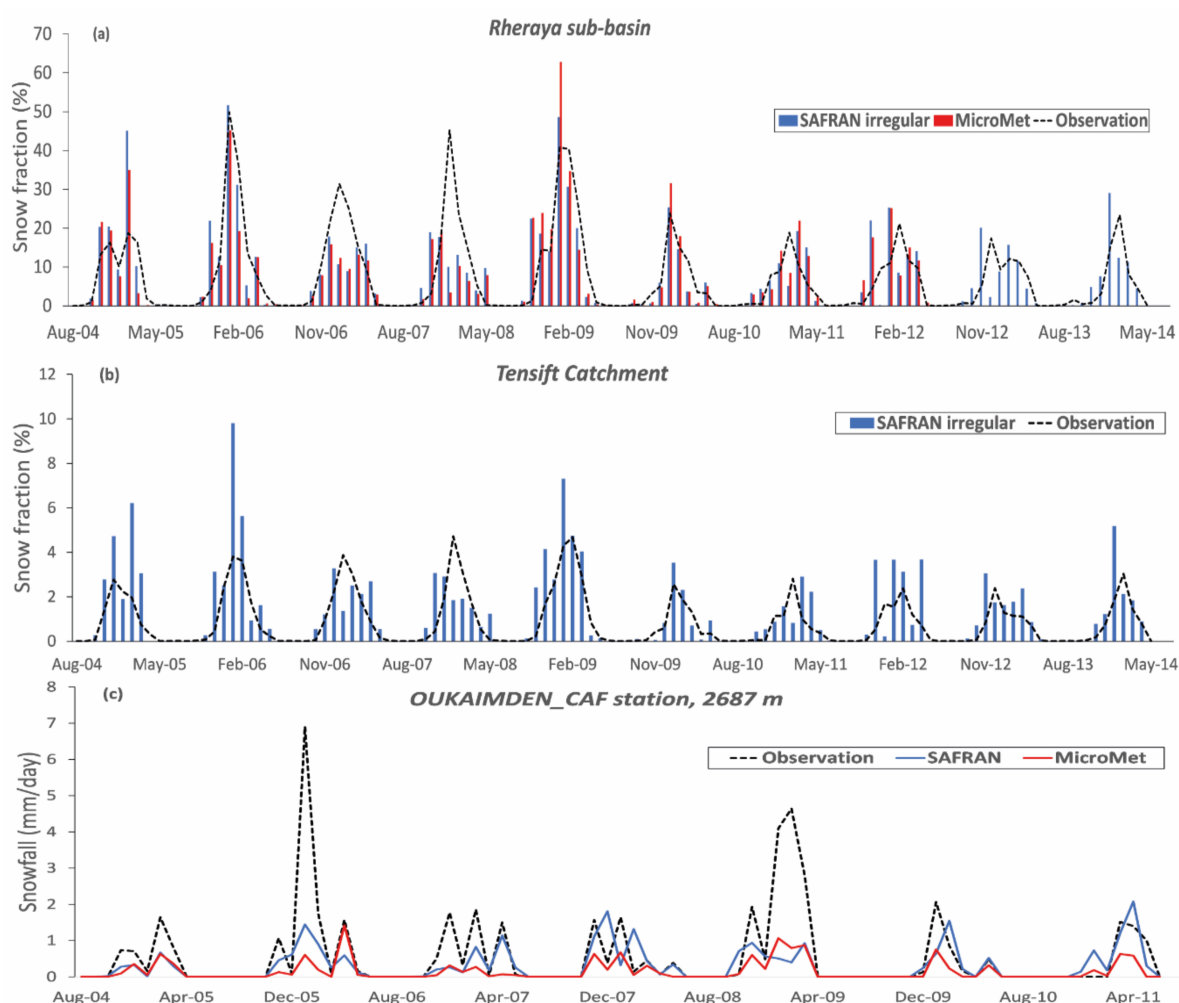 (a)
Rheraya sub-basin
Snow fraction (%)
70
60
50
40
30
20
10
0
SAFRAN irregular MicroMet Observation
Aug-04 May-05 Feb-06 Nov-06 Aug-07 May-08 Feb-09 Nov-09 Aug-10 May-11 Feb-12 Nov-12 Aug-13 May-14
(b)
Tensift Catchment
Snow fraction (%)
12
10
8
6
4
2
0
SAFRAN irregular Observation
Aug-04 May-05 Feb-06 Nov-06 Aug-07 May-08 Feb-09 Nov-09 Aug-10 May-11 Feb-12 Nov-12 Aug-13 May-14
(c)
OUKAIMDEN_CAF station, 2687 m
Snowfall (mm/day)
8
7
6
5
4
3
2
1
0
Observation SAFRAN MicroMet
Aug-04 Apr-05 Dec-05 Aug-06 Apr-07 Dec-07 Aug-08 Apr-09 Dec-09 Aug-10 Apr-11